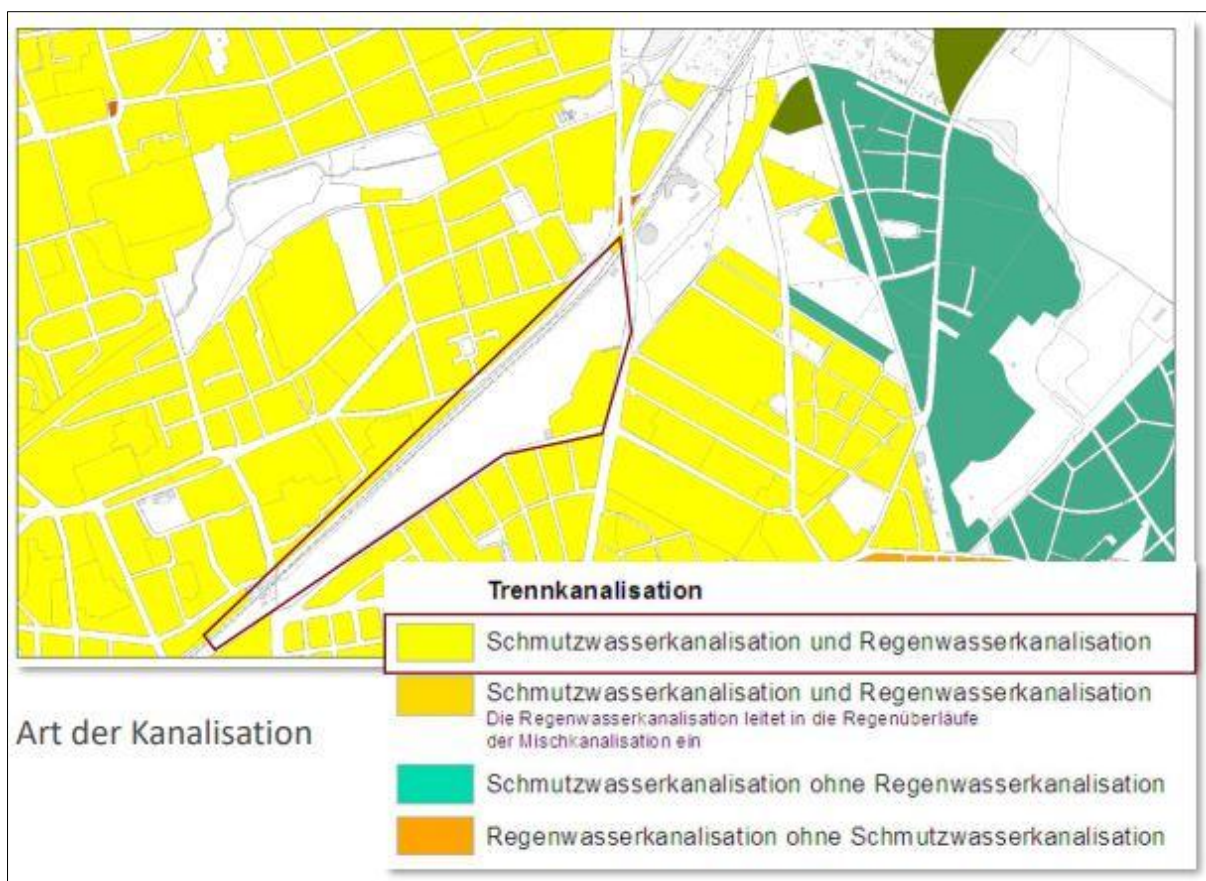 Trennkanalisation
Schmutzwasserkanalisation und Regenwasserkanalisation
Schmutzwasserkanalisation und Regenwasserkanalisation
Die Regenwasserkanalisation leitet in die Regenüberläufe
der Mischkanalisation ein
Schmutzwasserkanalisation ohne Regenwasserkanalisation
Regenwasserkanalisation ohne Schmutzwasserkanalisation
Art der Kanalisation